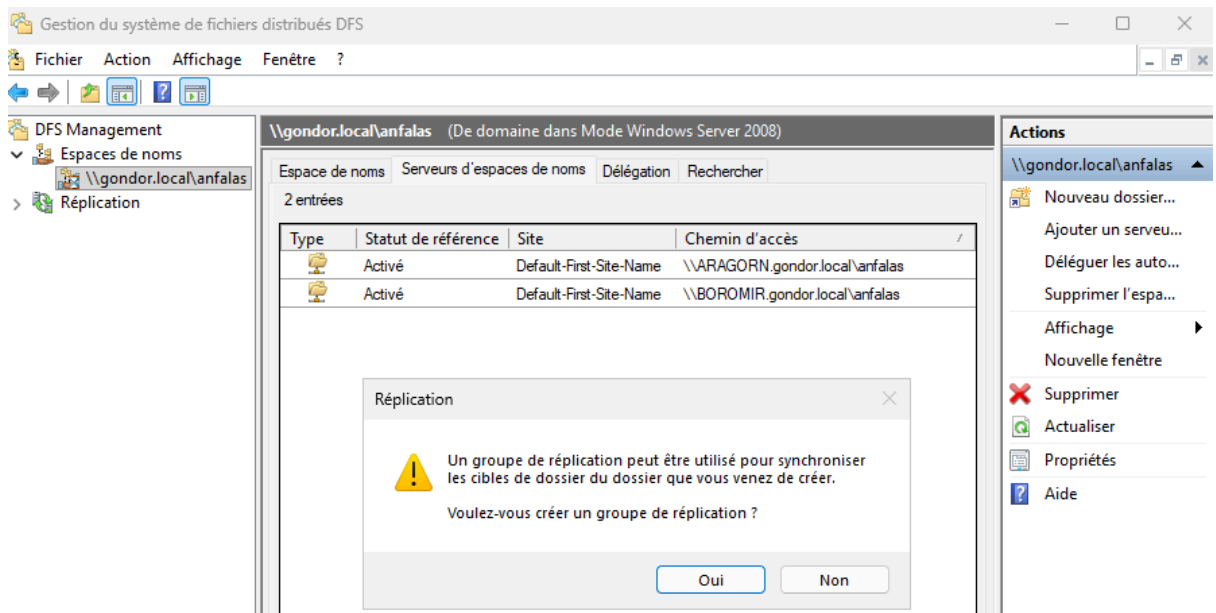 Gestion du système de fichiers distribués DFS
Fichier Action Affichage Fenêtre ?
DFS Management
Espaces de noms
\\gondor.local\anfalas
Réplication
\\gondor.local\anfalas (De domaine dans Mode Windows Server 2008)
Espace de noms Serveurs d'espaces de noms Délégation Rechercher
2 entrées
Type Statut de référence Site Chemin d'accès
Activé Default-First-Site-Name \\ARAGORN.gondor.local\anfalas
Activé Default-First-Site-Name \\BOROMIR.gondor.local\anfalas
Réplication
Un groupe de réplication peut être utilisé pour synchroniser
les cibles de dossier du dossier que vous venez de créer.
Voulez-vous créer un groupe de réplication ?
Oui Non
Actions
\\gondor.local\anfalas
Nouveau dossier...
Ajouter un serveu...
Déléguer les auto...
Supprimer l'espa...
Affichage
Nouvelle fenêtre
Supprimer
Actualiser
Propriétés
Aide